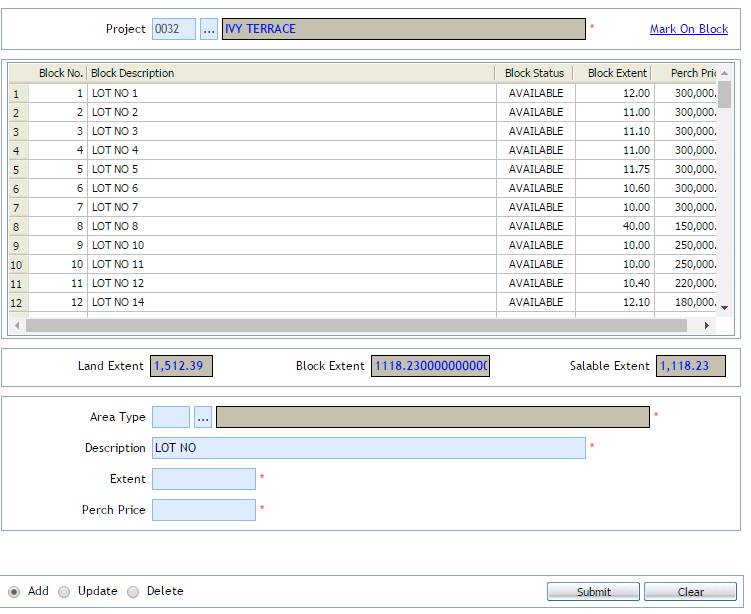 Project 0032 ... IVY TERRACE * Mark On Block
Block No. Block Description Block Status Block Extent Perch Pric
1 1 LOT NO 1 AVAILABLE 12.00 300,000.
2 2 LOT NO 2 AVAILABLE 11.00 300,000.
3 3 LOT NO 3 AVAILABLE 11.10 300,000.
4 4 LOT NO 4 AVAILABLE 11.00 300,000.
5 5 LOT NO 5 AVAILABLE 11.75 300,000.
6 6 LOT NO 6 AVAILABLE 10.60 300,000.
7 7 LOT NO 7 AVAILABLE 10.00 300,000.
8 8 LOT NO 8 AVAILABLE 40.00 150,000.
9 9 LOT NO 10 AVAILABLE 10.00 250,000.
10 10 LOT NO 11 AVAILABLE 10.00 250,000.
11 11 LOT NO 12 AVAILABLE 10.40 220,000.
12 12 LOT NO 14 AVAILABLE 12.10 180,000.
Land Extent 1,512.39 Block Extent 1118.2300000000000 Salable Extent 1,118.23
Area Type ... *
Description LOT NO *
Extent *
Perch Price *
Add Update Delete Submit Clear